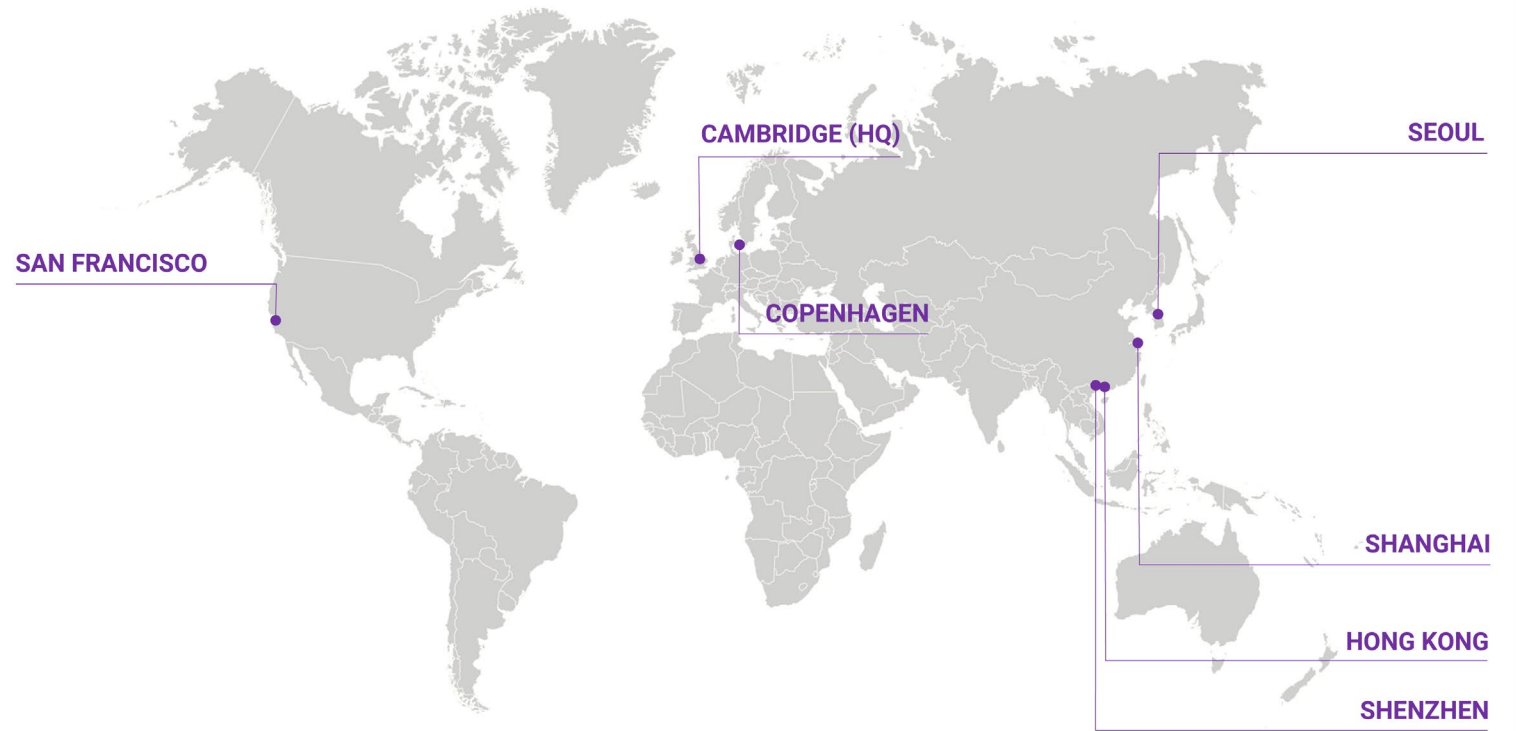 CAMBRIDGE (HQ)
SEOUL
SAN FRANCISCO
COPENHAGEN
SHANGHAI
HONG KONG
SHENZHEN